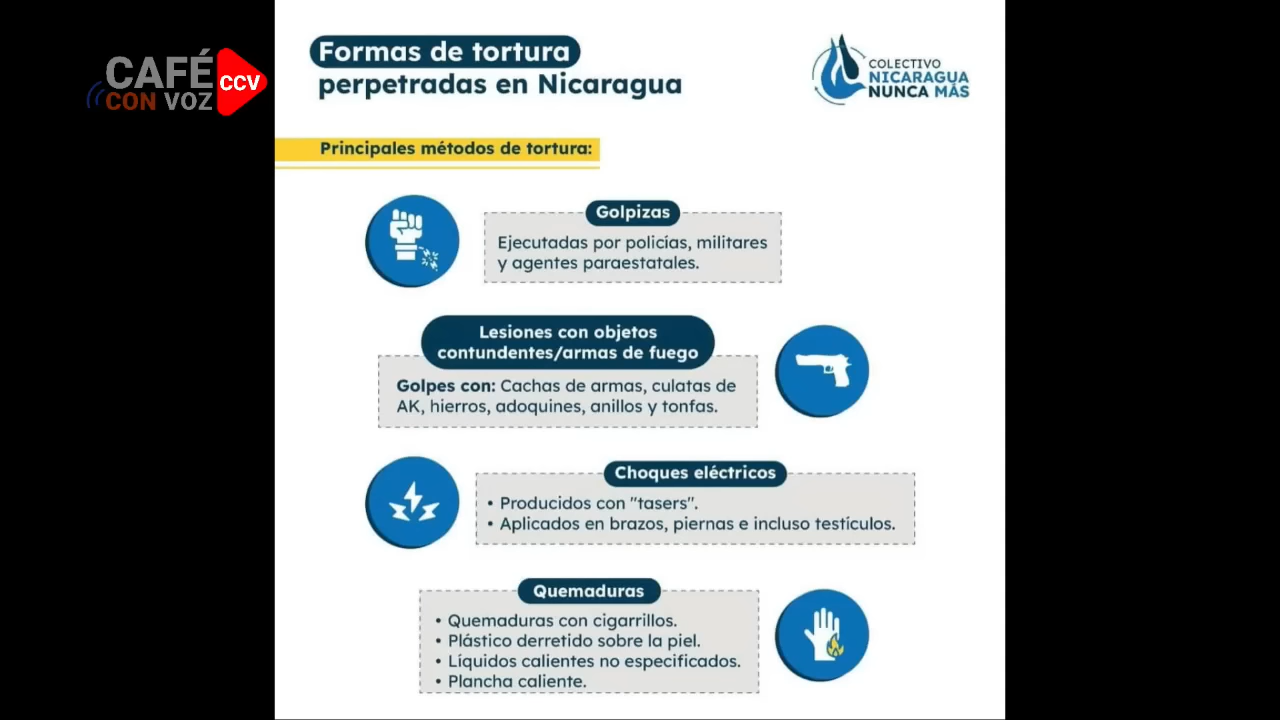 CAFÉ
CON VOZ
CCV
Formas de tortura
perpetradas en Nicaragua
COLECTIVO
NICARAGUA
NUNCA MÁS
Principales métodos de tortura:
Golpizas
Ejecutadas por policías, militares
y agentes paraestatales.
Lesiones con objetos
contundentes/armas de fuego
Golpes con: Cachas de armas, culatas de
AK, hierros, adoquines, anillos y tonfas.
Choques eléctricos
• Producidos con "tasers".
• Aplicados en brazos, piernas e incluso testículos.
Quemaduras
• Quemaduras con cigarrillos.
• Plástico derretido sobre la piel.
• Líquidos calientes no especificados.
• Plancha caliente.